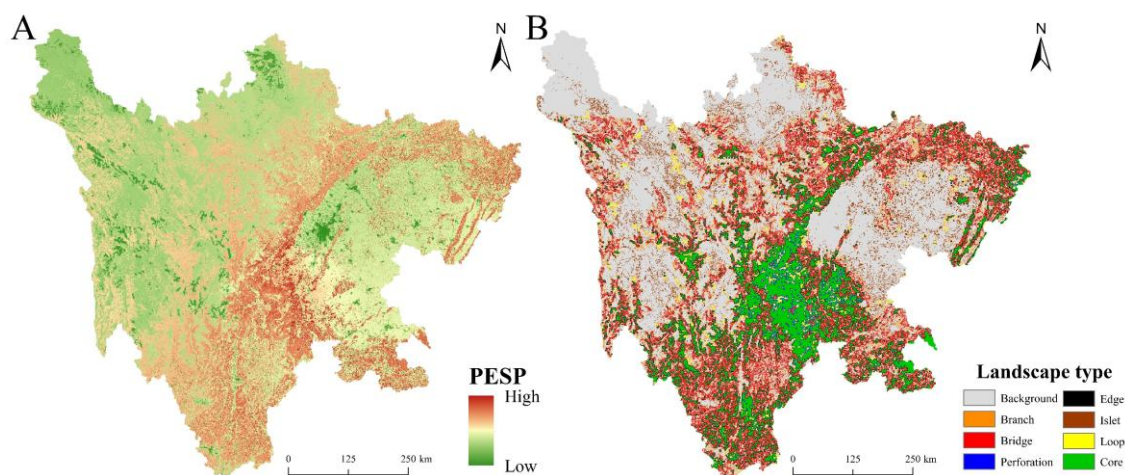 A
N
PESP
High
Low
0 125 250 km
B
N
Landscape type
Background
Edge
Branch
Islet
Bridge
Loop
Perforation
Core
0 125 250 km